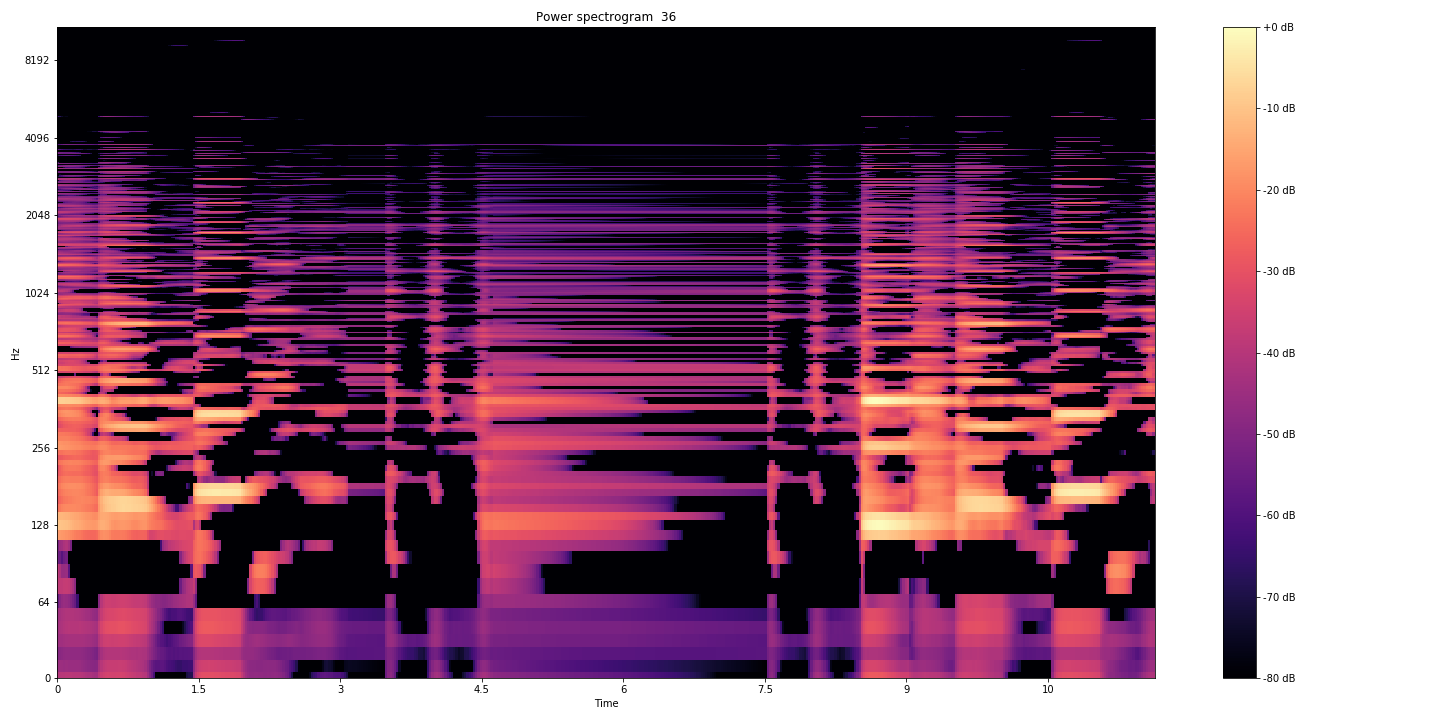 Power spectrogram  36
8192
4096
2048
1024
512
256
128
64
0
Hz
0 1.5 3 4.5 6 7.5 9 10
Time
+0 dB
-10 dB
-20 dB
-30 dB
-40 dB
-50 dB
-60 dB
-70 dB
-80 dB